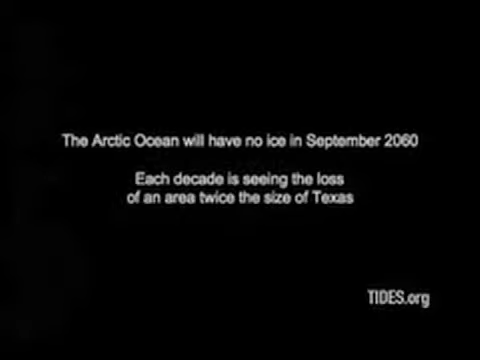 The Arctic Ocean will have no ice in September 2060
Each decade is seeing the loss
of an area twice the size of Texas
TIDES.org